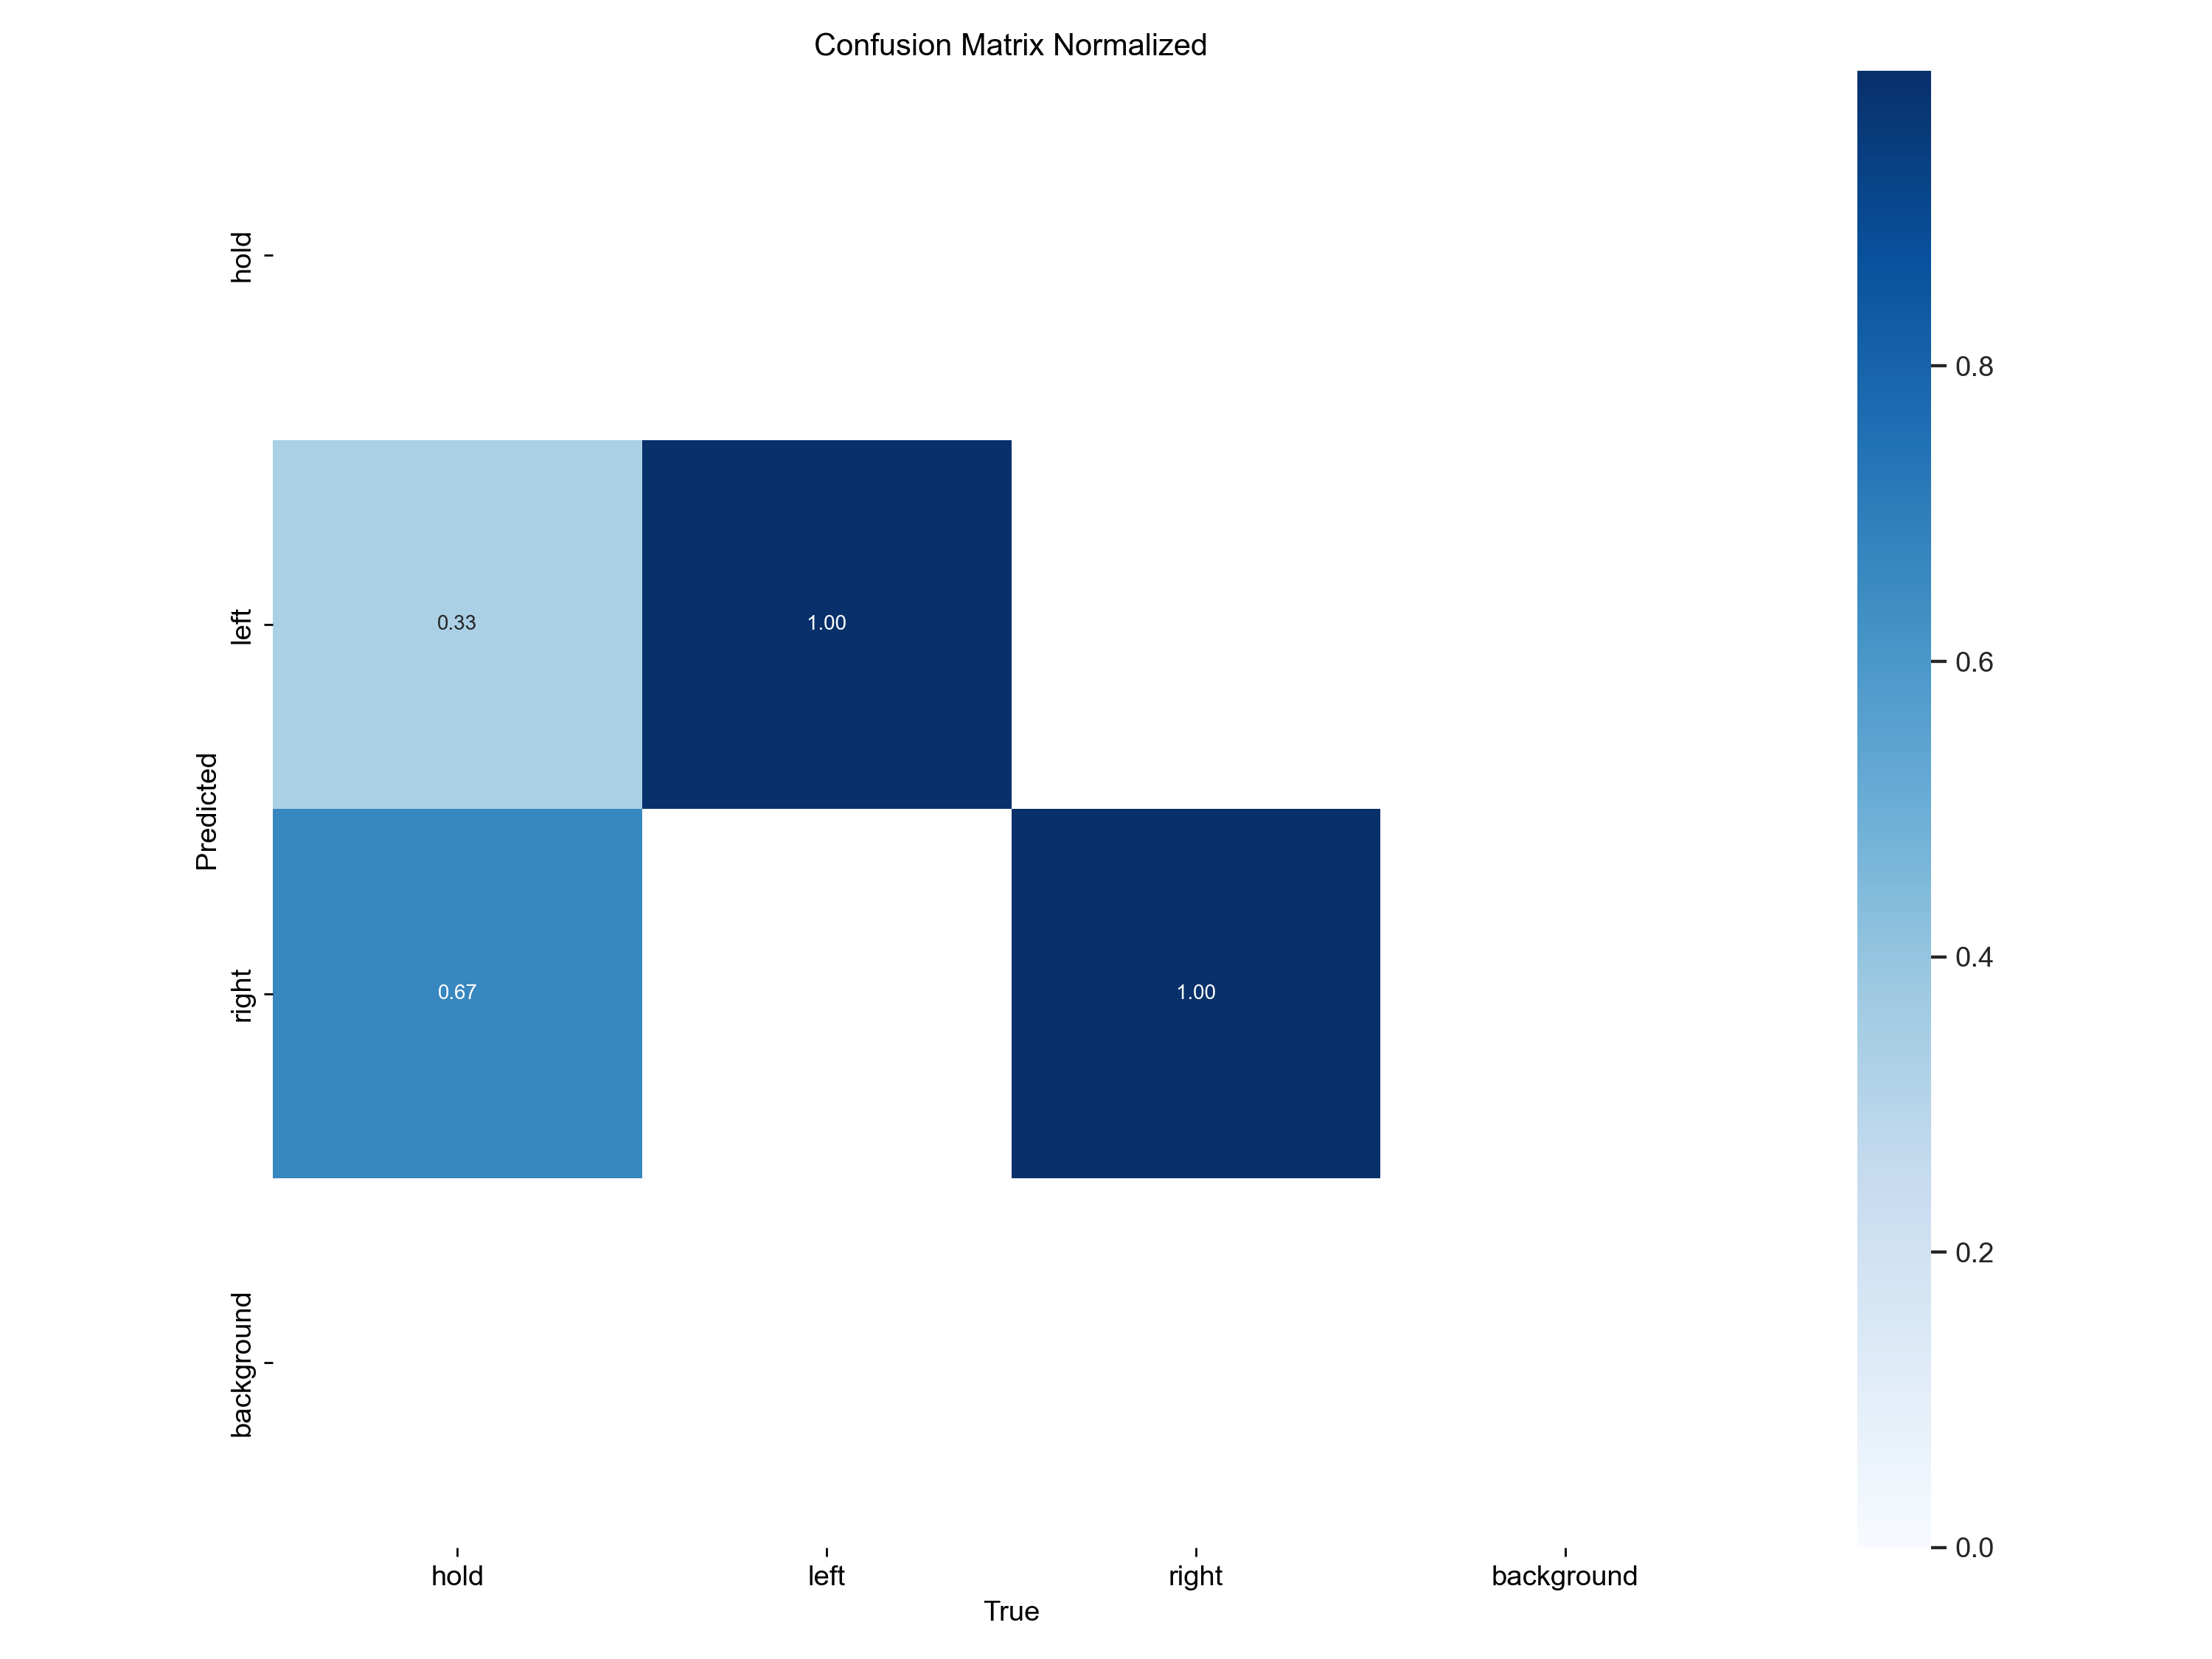 Confusion Matrix Normalized
hold
left
right
background
Predicted
0.33
1.00
0.67
1.00
hold
left
right
background
True
0.8
0.6
0.4
0.2
0.0